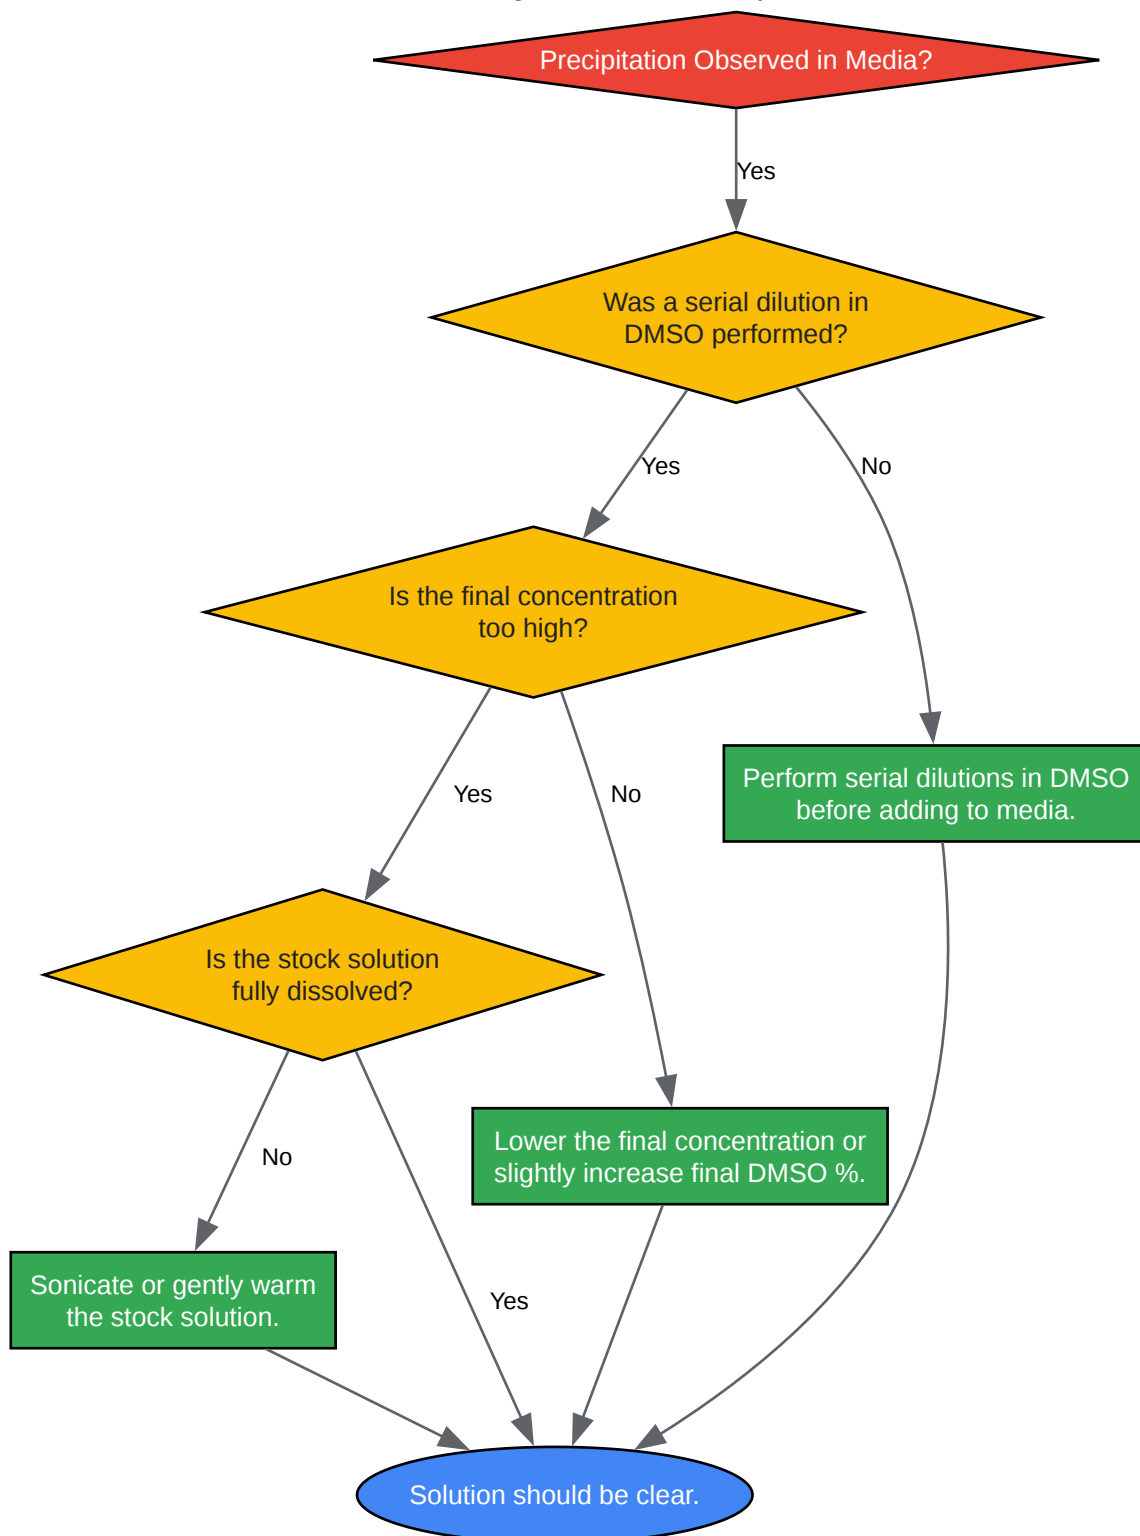 Precipitation Observed in Media?
Yes
Was a serial dilution in
DMSO performed?
Yes
No
Is the final concentration
too high?
Yes
No
Perform serial dilutions in DMSO
before adding to media.
Is the stock solution
fully dissolved?
No
Lower the final concentration or
slightly increase final DMSO %.
Sonicate or gently warm
the stock solution.
Yes
Solution should be clear.